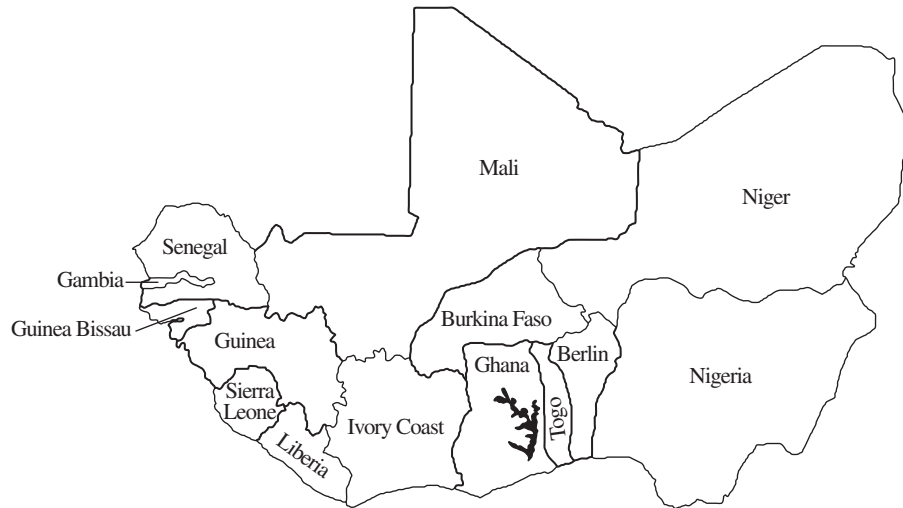 Mali
Niger
Senegal
Gambia
Guinea Bissau
Guinea
Burkina Faso
Ghana
Berlin
Togo
Nigeria
Sierra
Leone
Ivory Coast
Liberia